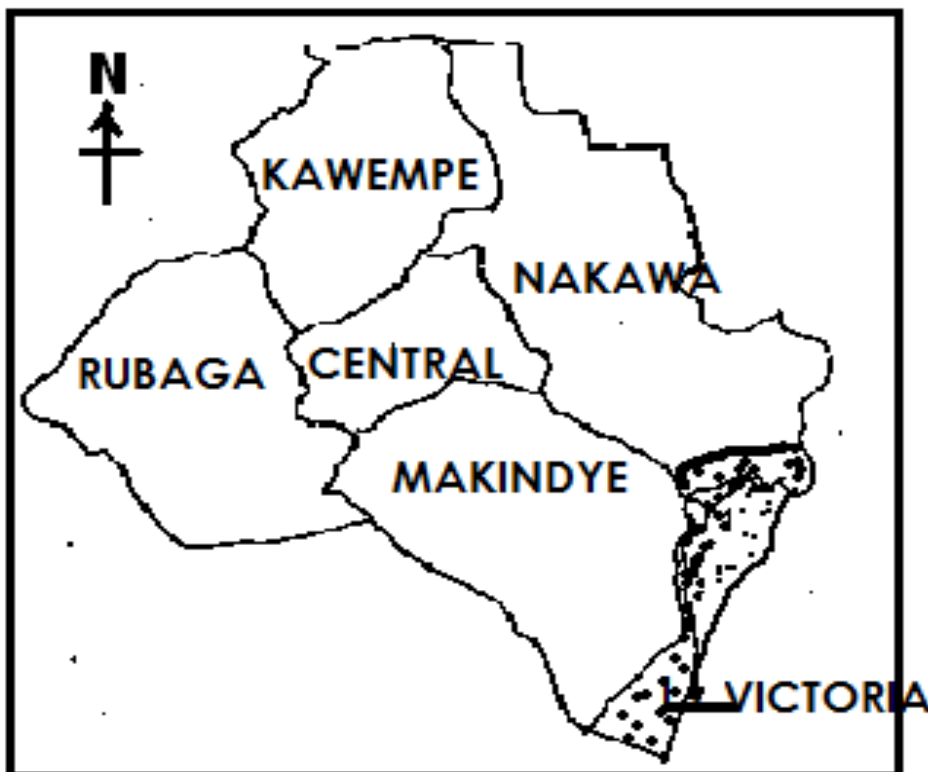 N
KAWEMPE
NAKAWA
RUBAGA
CENTRAL
MAKINDYE
VICTORIA